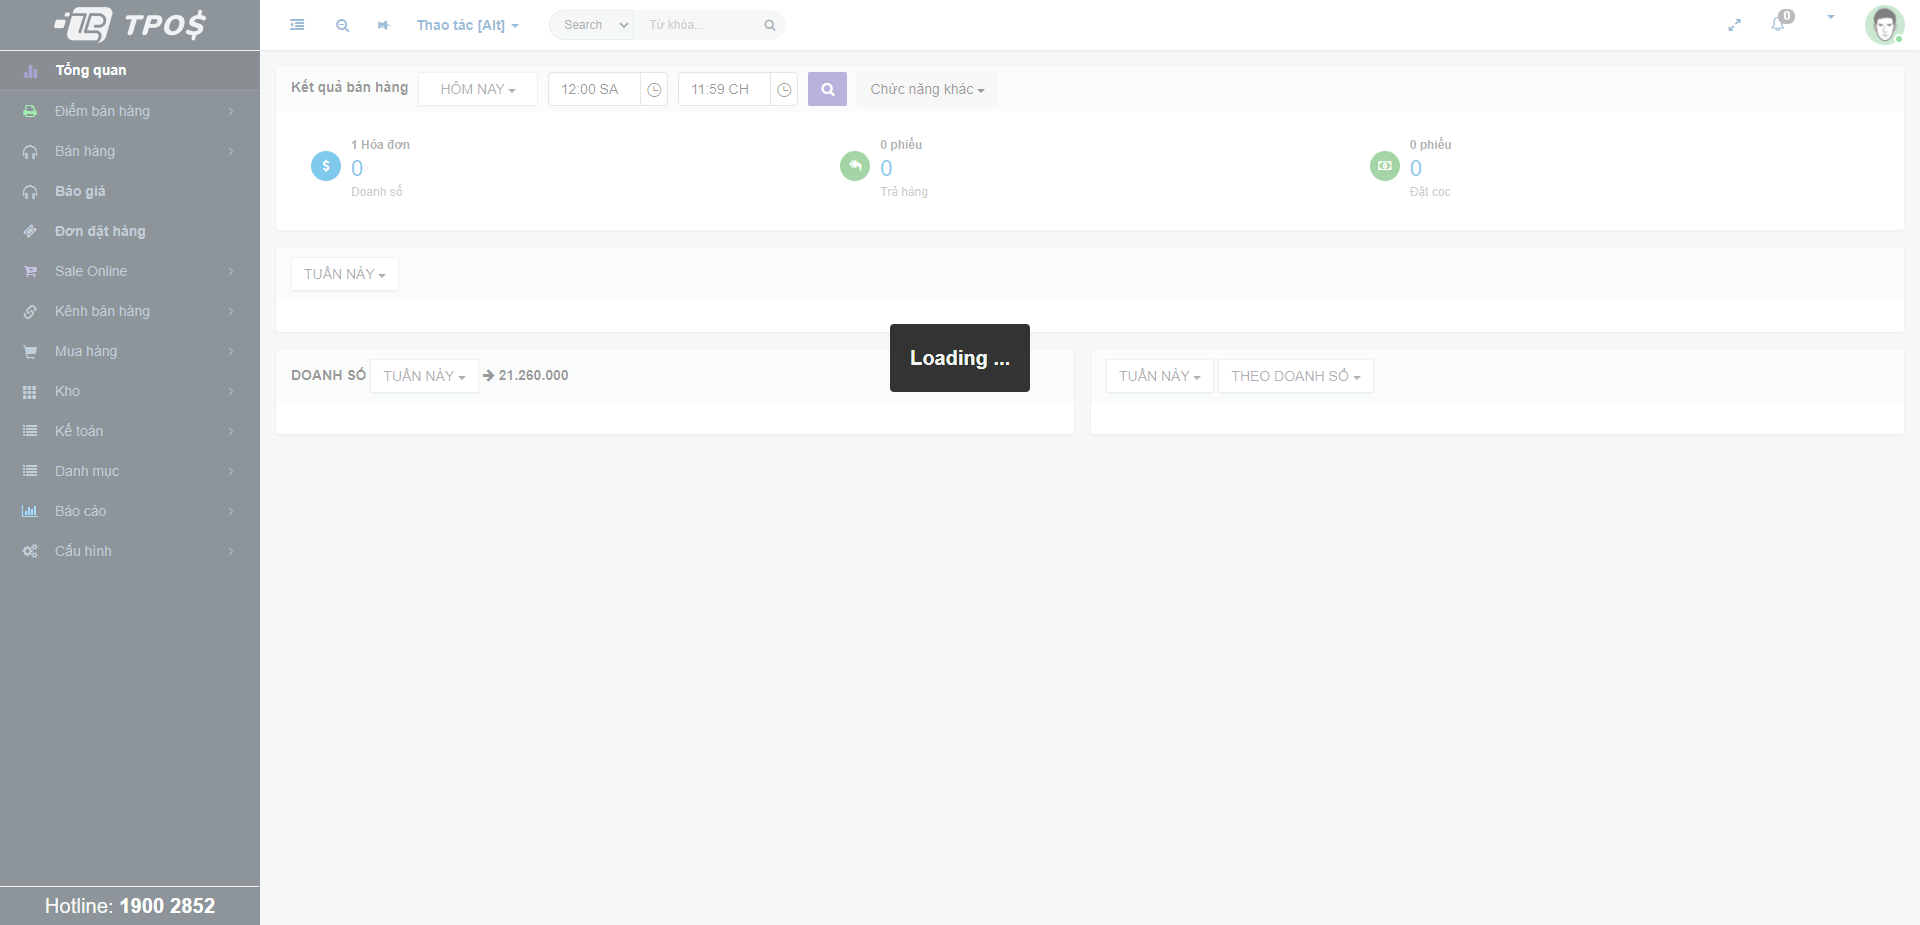 TPO$
Thao tác [Alt]
Search
Từ khóa...
0
Tổng quan
Điểm bán hàng
Bán hàng
Báo giá
Đơn đặt hàng
Sale Online
Kênh bán hàng
Mua hàng
Kho
Kế toán
Danh mục
Báo cáo
Cấu hình
Hotline: 1900 2852
Kết quả bán hàng
HÔM NAY
12:00 SA
11:59 CH
Chức năng khác
1 Hóa đơn
0
Doanh số
0 phiếu
0
Trả hàng
0 phiếu
0
Đặt cọc
TUẦN NÀY
Loading ...
DOANH SỐ
TUẦN NÀY
21.260.000
TUẦN NÀY
THEO DOANH SỐ